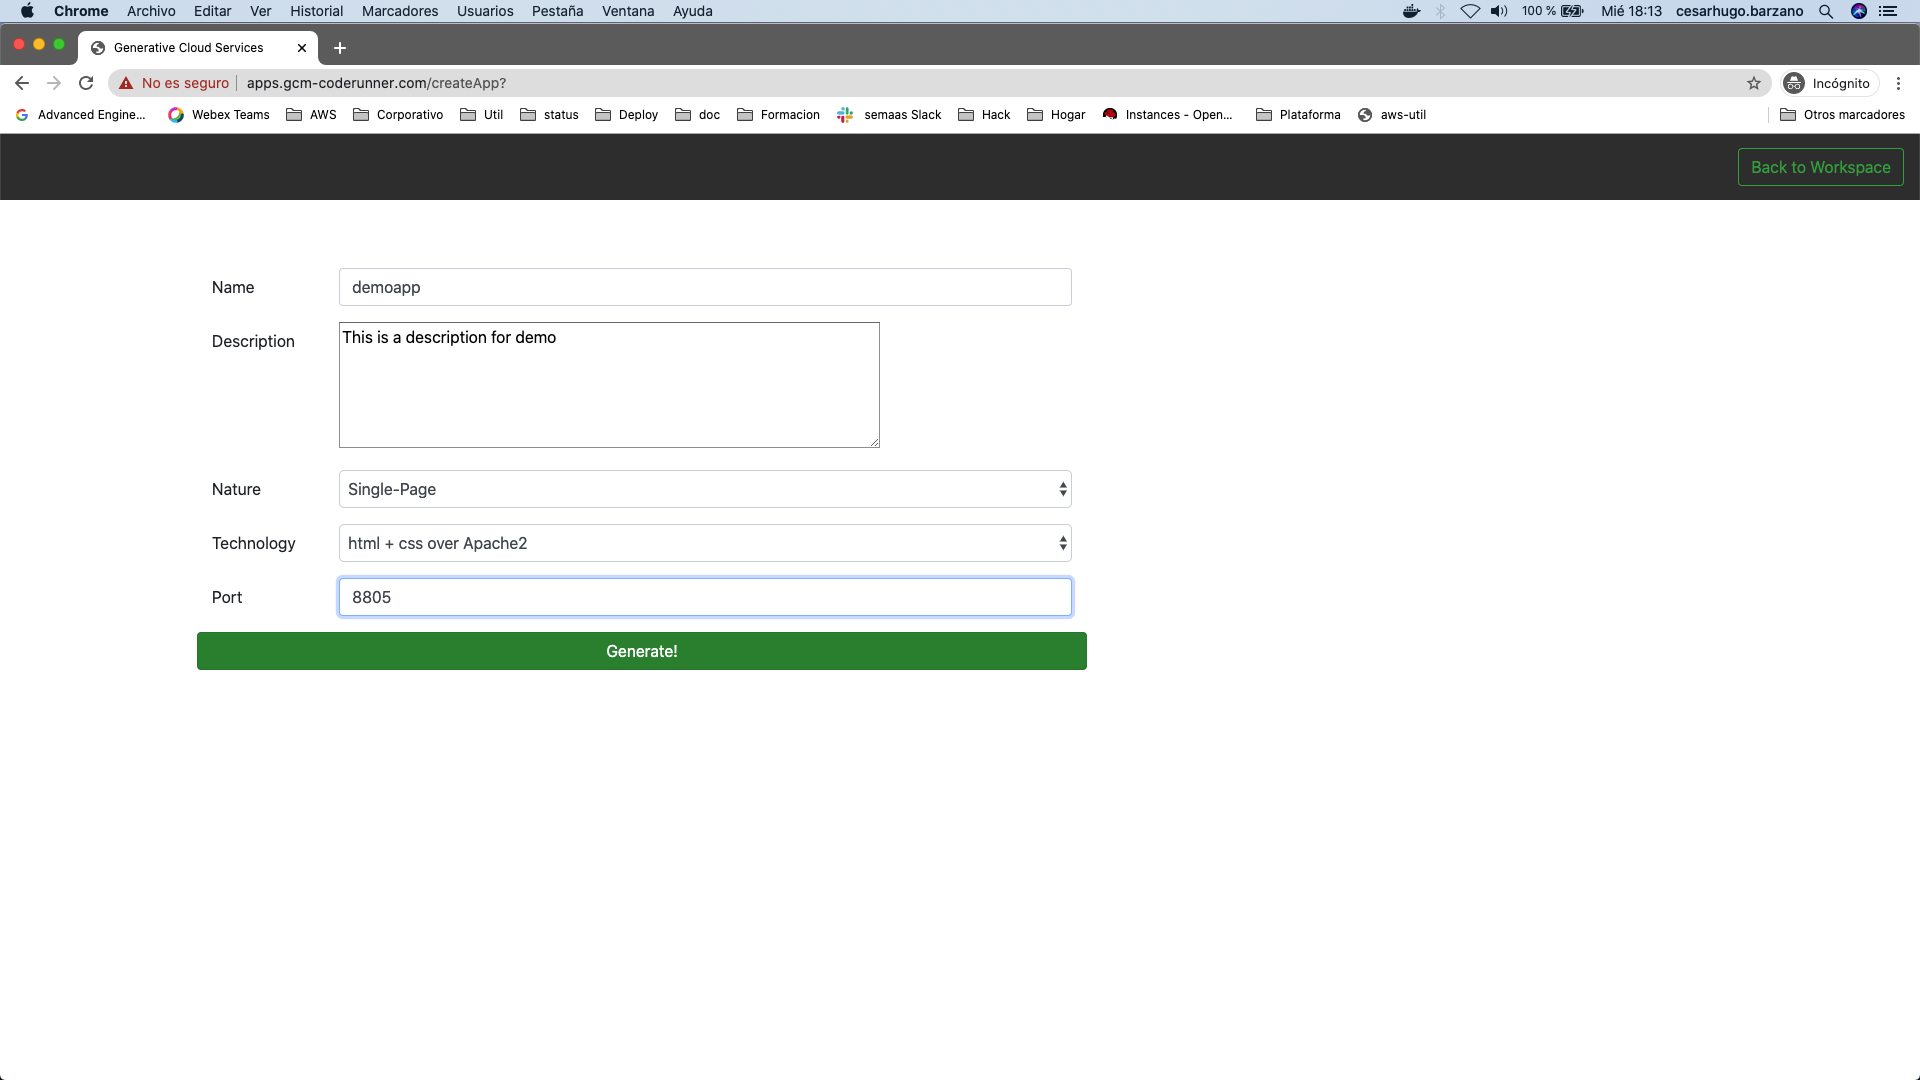 Chrome Archivo Editar Ver Historial Marcadores Usuarios Pestaña Ventana Ayuda 100 % Mié 18:13 cesarhugo.barzano
Generative Cloud Services
No es seguro apps.gcm-coderunner.com/createApp? Incógnito
Advanced Engine... Webex Teams AWS Corporativo Util status Deploy doc Formacion semaas Slack Hack Hogar Instances - Open... Plataforma aws-util Otros marcadores
Back to Workspace
Name demoapp
Description This is a description for demo
Nature Single-Page
Technology html + css over Apache2
Port 8805
Generate!